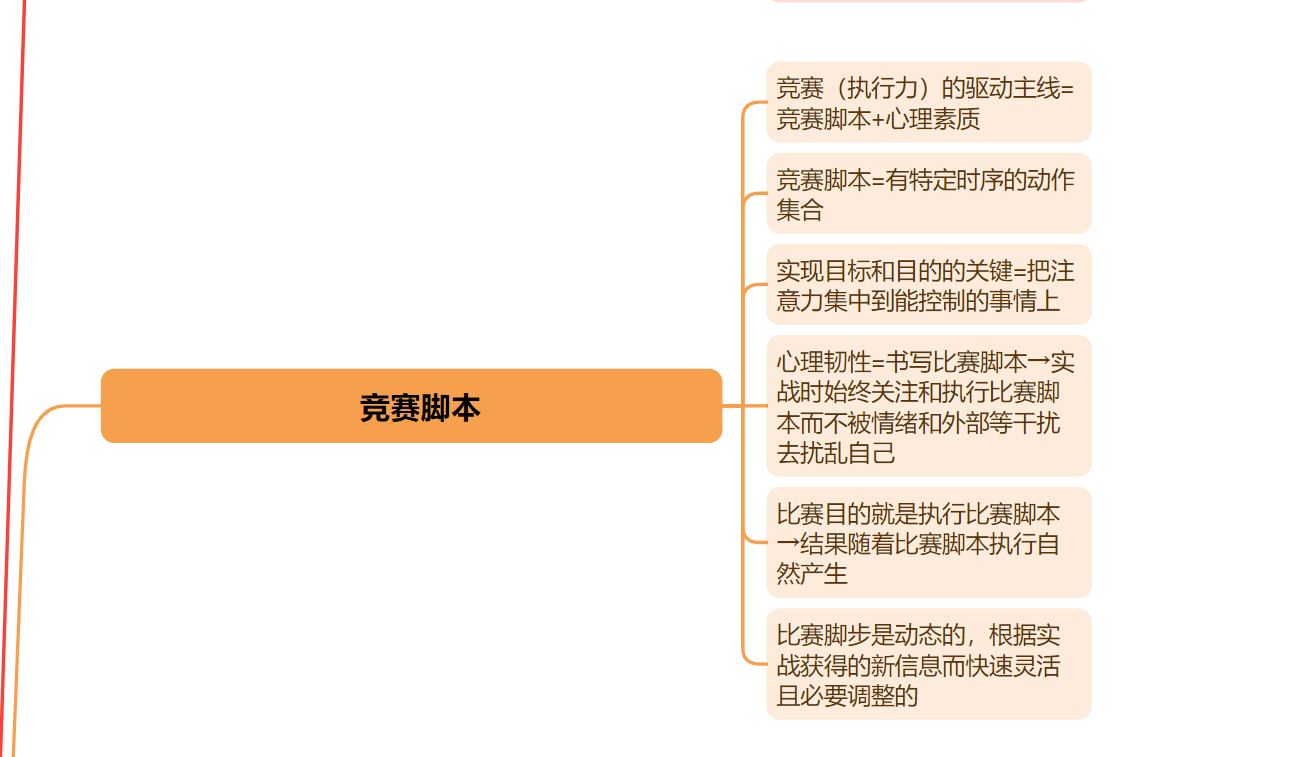 竞赛（执行力）的驱动主线=
竞赛脚本+心理素质
竞赛脚本=有特定时序的动作
集合
实现目标和目的的关键=把注
意力集中到能控制的事情上
竞赛脚本
心理韧性=书写比赛脚本→实
战时始终关注和执行比赛脚
本而不被情绪和外部等干扰
去扰乱自己
比赛目的就是执行比赛脚本
→结果随着比赛脚本执行自
然产生
比赛脚步是动态的，根据实
战获得的新信息而快速灵活
且必要调整的